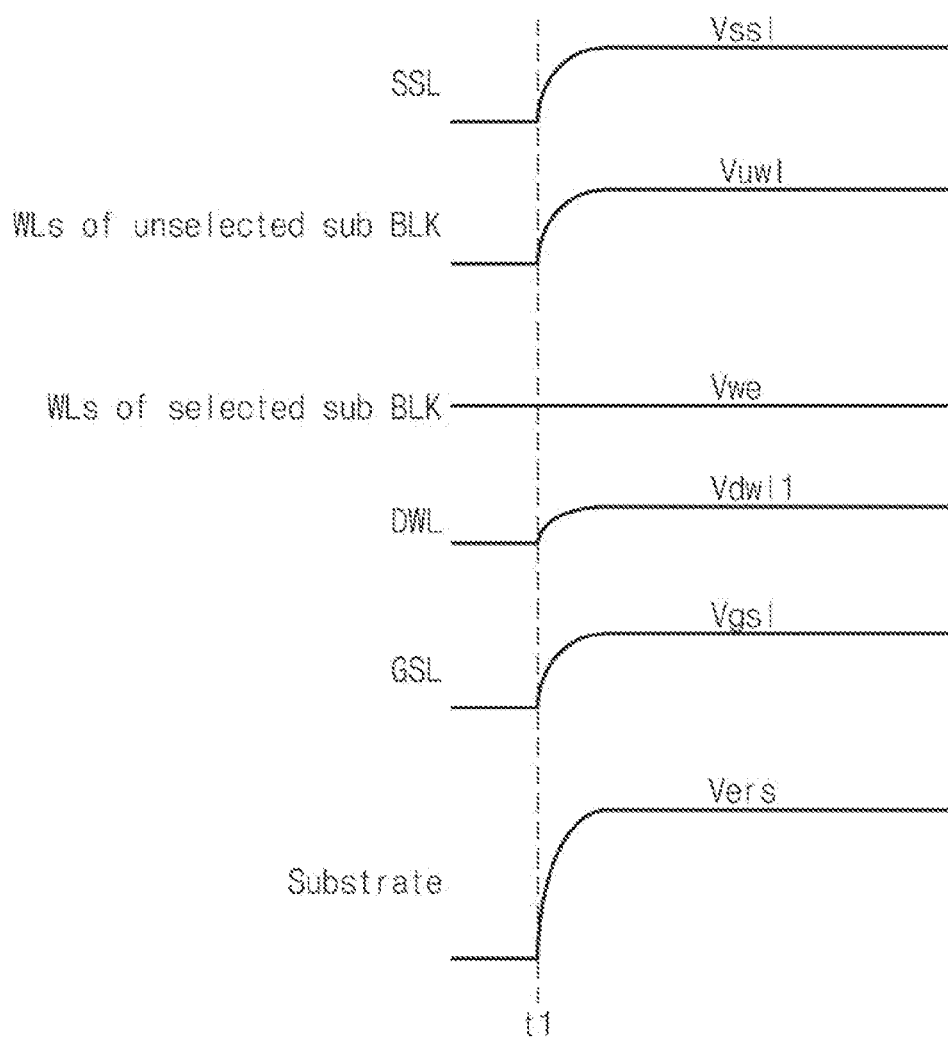 Vssl
SSL
Vuwl
WLs of unselected sub BLK
Vwe
WLs of selected sub BLK
Vdwl1
DWL
Vgsl
GSL
Vers
Substrate
t1